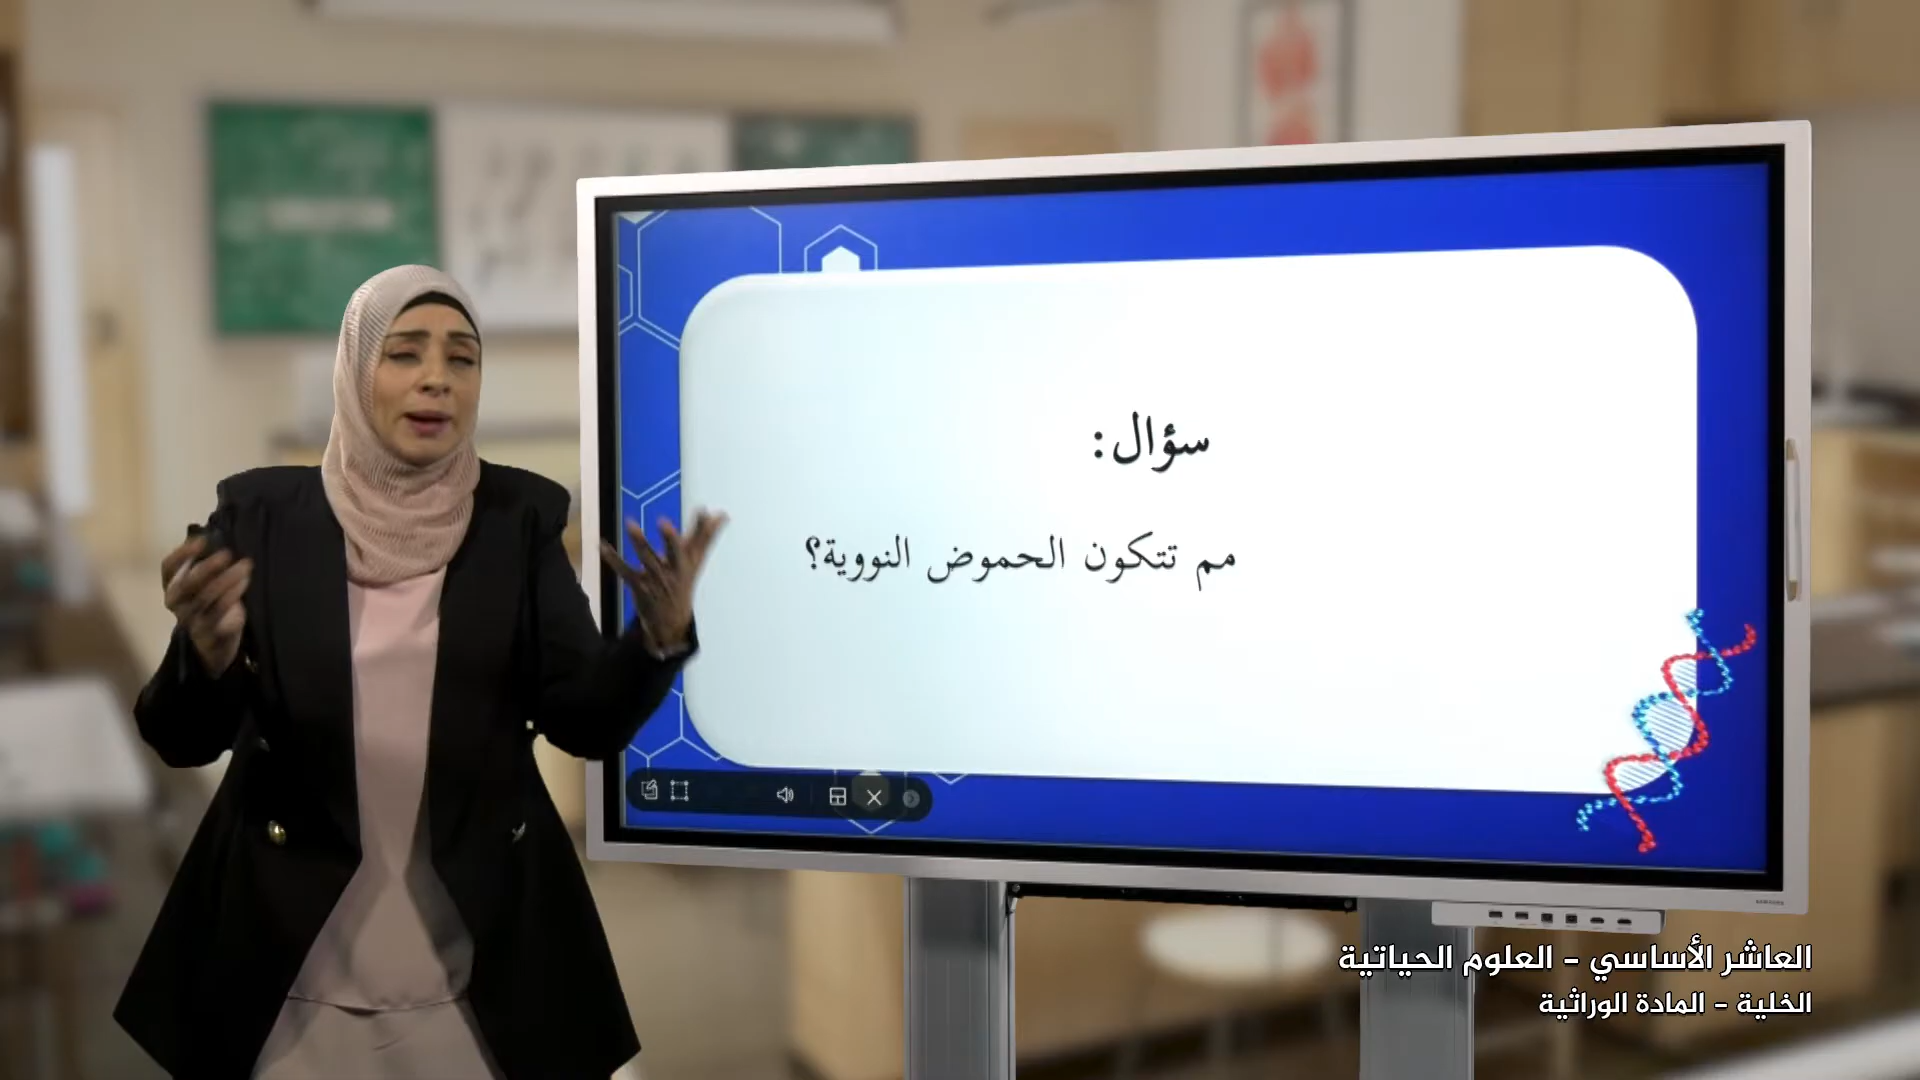 سؤال:
مم تتكون الحموض النووية؟
العاشر الأساسي - العلوم الحياتية
الخلية - المادة الوراثية